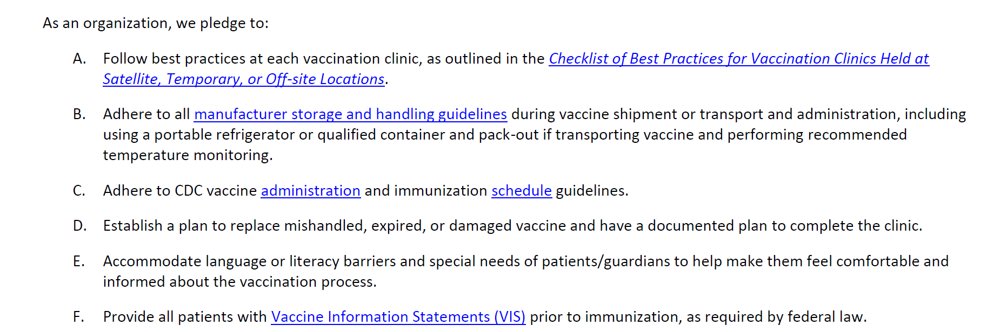 As an organization, we pledge to:
A. Follow best practices at each vaccination clinic, as outlined in the Checklist of Best Practices for Vaccination Clinics Held at
Satellite, Temporary, or Off-site Locations.
B. Adhere to all manufacturer storage and handling guidelines during vaccine shipment or transport and administration, including
using a portable refrigerator or qualified container and pack-out if transporting vaccine and performing recommended
temperature monitoring.
C. Adhere to CDC vaccine administration and immunization schedule guidelines.
D. Establish a plan to replace mishandled, expired, or damaged vaccine and have a documented plan to complete the clinic.
E. Accommodate language or literacy barriers and special needs of patients/guardians to help make them feel comfortable and
informed about the vaccination process.
F. Provide all patients with Vaccine Information Statements (VIS) prior to immunization, as required by federal law.